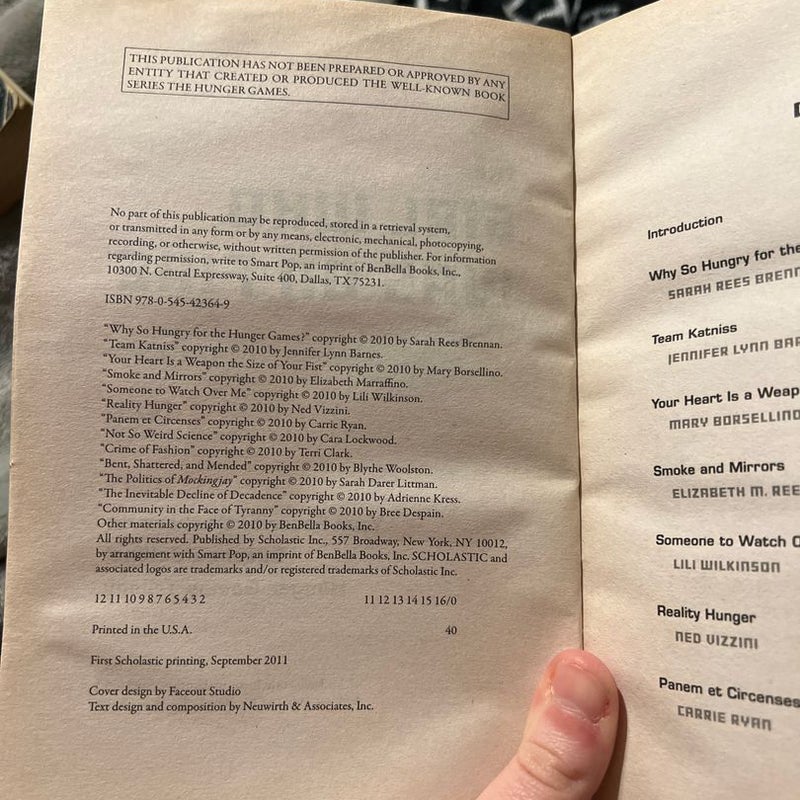 THIS PUBLICATION HAS NOT BEEN PREPARED OR APPROVED BY ANY
ENTITY THAT CREATED OR PRODUCED THE WELL-KNOWN BOOK
SERIES THE HUNGER GAMES.
No part of this publication may be reproduced, stored in a retrieval system,
or transmitted in any form or by any means, electronic, mechanical, photocopying,
recording, or otherwise, without written permission of the publisher. For information
regarding permission, write to Smart Pop, an imprint of BenBella Books, Inc.,
10300 N. Central Expressway, Suite 400, Dallas, TX 75231.
ISBN 978-0-545-42364-9
“Why So Hungry for the Hunger Games?” copyright © 2010 by Sarah Rees Brennan.
“Team Katniss” copyright © 2010 by Jennifer Lynn Barnes.
“Your Heart Is a Weapon the Size of Your Fist” copyright © 2010 by Mary Borsellino.
“Smoke and Mirrors” copyright © 2010 by Elizabeth Marraffino.
“Someone to Watch Over Me” copyright © 2010 by Lili Wilkinson.
“Reality Hunger” copyright © 2010 by Ned Vizzini.
“Panem et Circenses” copyright © 2010 by Carrie Ryan.
“Not So Weird Science” copyright © 2010 by Cara Lockwood.
“Crime of Fashion” copyright © 2010 by Terri Clark.
“Bent, Shattered, and Mended” copyright © 2010 by Blythe Woolston.
“The Politics of Mockingjay” copyright © 2010 by Sarah Darer Littman.
“The Inevitable Decline of Decadence” copyright © 2010 by Adrienne Kress.
“Community in the Face of Tyranny” copyright © 2010 by Bree Despain.
Other materials copyright © 2010 by BenBella Books, Inc.
All rights reserved. Published by Scholastic Inc., 557 Broadway, New York, NY 10012,
by arrangement with Smart Pop, an imprint of BenBella Books, Inc. SCHOLASTIC and
associated logos are trademarks and/or registered trademarks of Scholastic Inc.
12 11 10 9 8 7 6 5 4 3 2 11 12 13 14 15 16/0
Printed in the U.S.A. 40
First Scholastic printing, September 2011
Cover design by Faceout Studio
Text design and composition by Neuwirth & Associates, Inc.
Introduction
Why So Hungry for the
SARAH REES BRENN
Team Katniss
JENNIFER LYNN BAR
Your Heart Is a Weap
MARY BORSELLINO
Smoke and Mirrors
ELIZABETH M. REE
Someone to Watch O
LILI WILKINSON
Reality Hunger
NED VIZZINI
Panem et Circenses
CARRIE RYAN